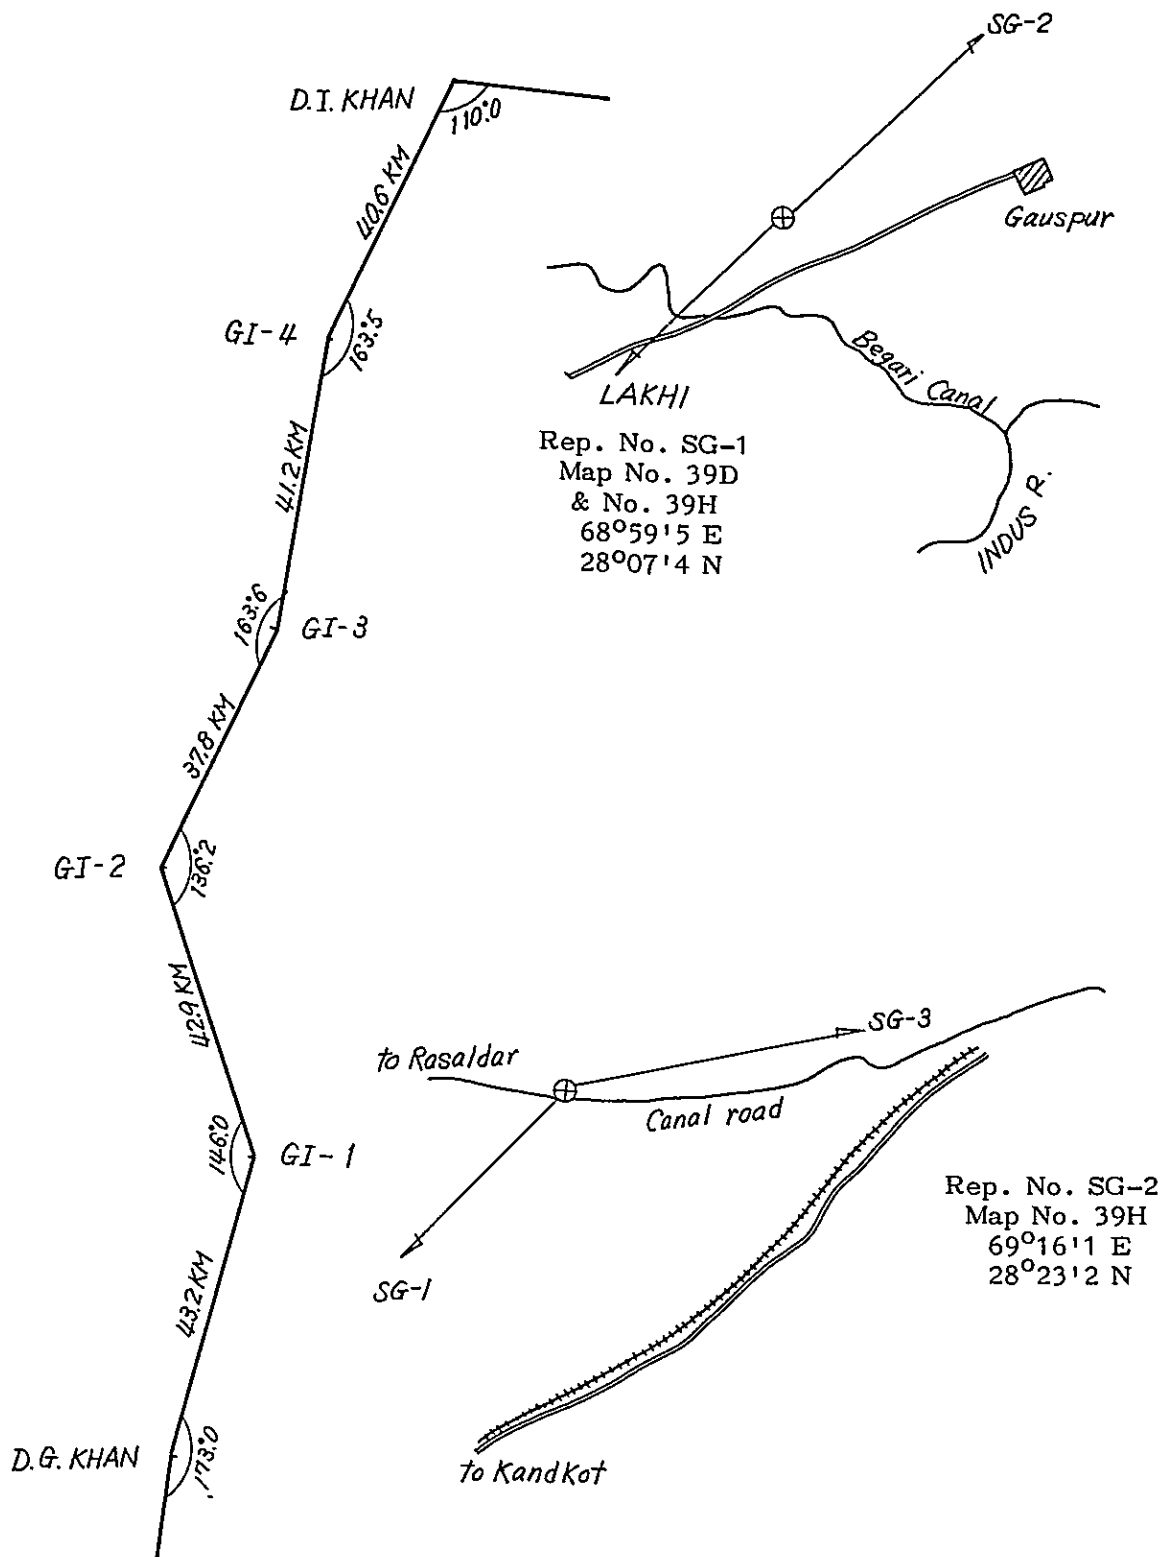 D.I. KHAN
110°.0
40.6 KM
GI-4
163°.5
41.2 KM
163°.6
GI-3
37.8 KM
GI-2
136°.2
42.9 KM
146°.0
GI-1
43.2 KM
D.G. KHAN
173°.0
SG-2
Gauspur
Begari Canal
LAKHI
INDUS R.
Rep. No. SG-1
Map No. 39D
& No. 39H
68°59'5 E
28°07'4 N
SG-3
to Rasaldar
Canal road
SG-1
to Kandkot
Rep. No. SG-2
Map No. 39H
69°16'1 E
28°23'2 N